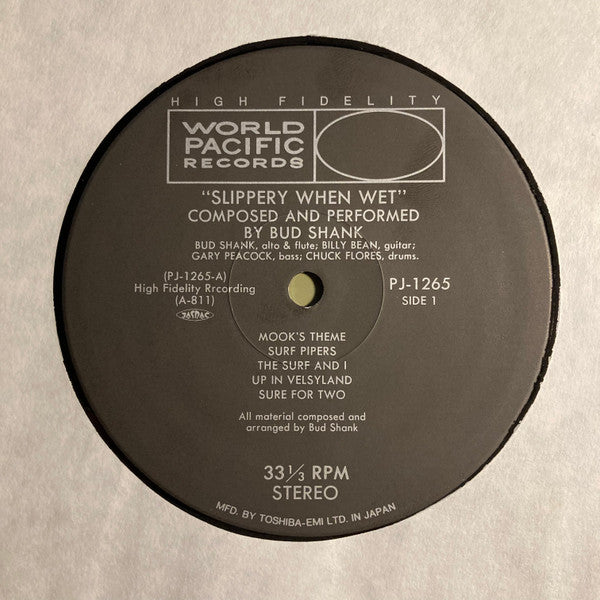 HIGH FIDELITY
WORLD
PACIFIC
RECORDS
"SLIPPERY WHEN WET"
COMPOSED AND PERFORMED
BY BUD SHANK
BUD SHANK, alto & flute; BILLY BEAN, guitar;
GARY PEACOCK, bass; CHUCK FLORES, drums.
(PJ-1265-A)
High Fidelity Rrcording
(A-811)
JASRAC
PJ-1265
SIDE 1
MOOK'S THEME
SURF PIPERS
THE SURF AND I
UP IN VELSYLAND
SURE FOR TWO
All material composed and
arranged by Bud Shank
33 1/3 RPM
STEREO
MFD. BY TOSHIBA-EMI LTD. IN JAPAN